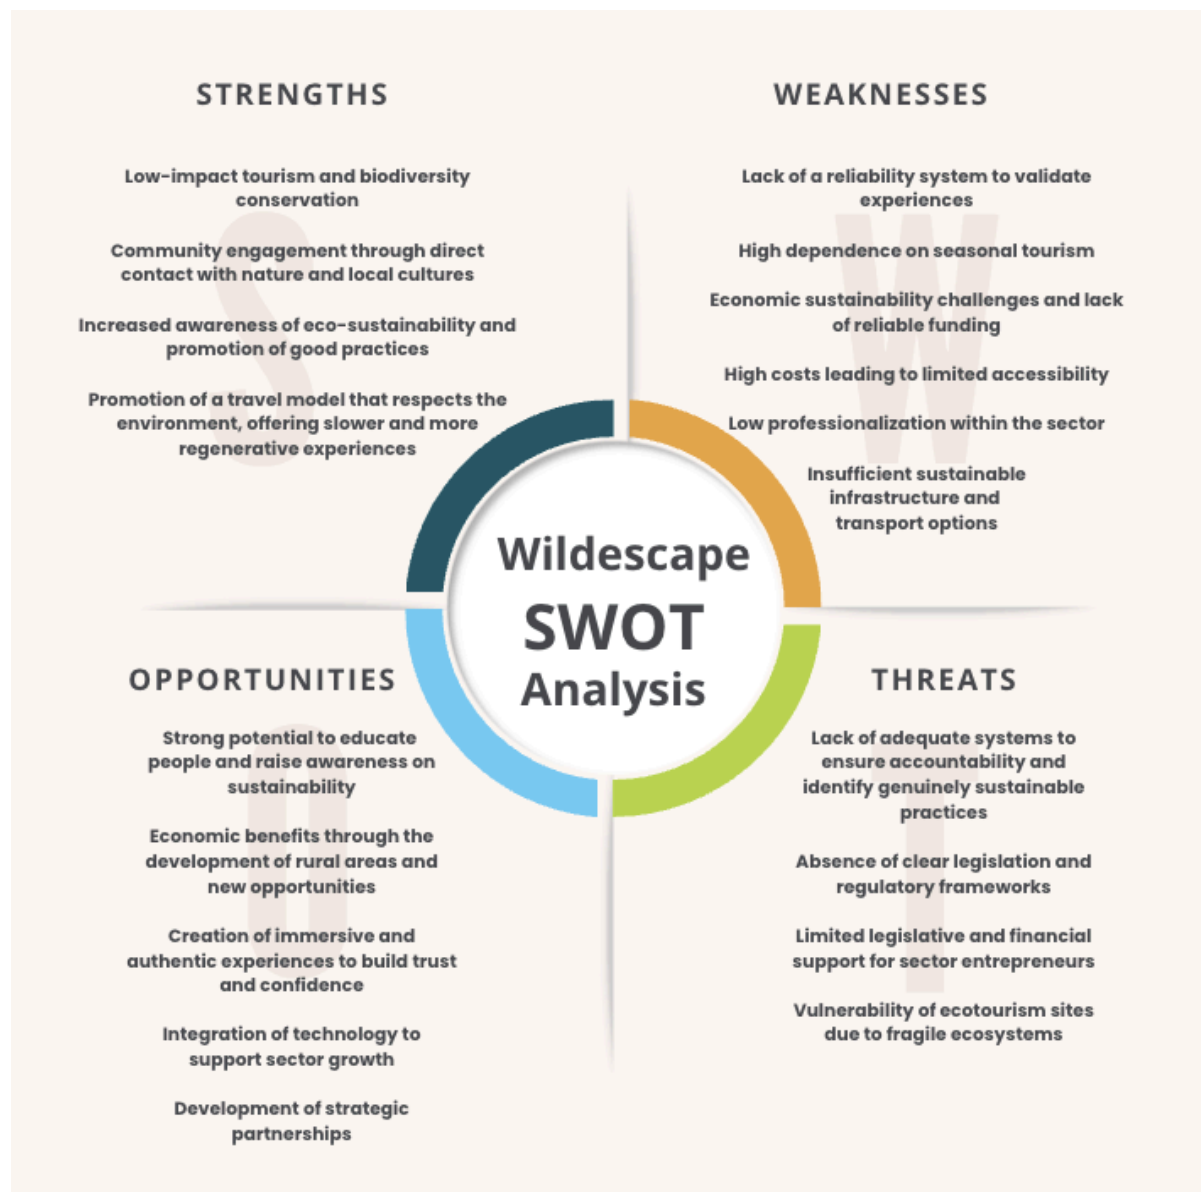 STRENGTHS
Low-impact tourism and biodiversity
conservation
Community engagement through direct
contact with nature and local cultures
Increased awareness of eco-sustainability and
promotion of good practices
Promotion of a travel model that respects the
environment, offering slower and more
regenerative experiences
WEAKNESSES
Lack of a reliability system to validate
experiences
High dependence on seasonal tourism
Economic sustainability challenges and lack
of reliable funding
High costs leading to limited accessibility
Low professionalization within the sector
Insufficient sustainable
infrastructure and
transport options
Wildescape
SWOT
Analysis
OPPORTUNITIES
Strong potential to educate
people and raise awareness on
sustainability
Economic benefits through the
development of rural areas and
new opportunities
Creation of immersive and
authentic experiences to build trust
and confidence
Integration of technology to
support sector growth
Development of strategic
partnerships
THREATS
Lack of adequate systems to
ensure accountability and
identify genuinely sustainable
practices
Absence of clear legislation and
regulatory frameworks
Limited legislative and financial
support for sector entrepreneurs
Vulnerability of ecotourism sites
due to fragile ecosystems
S
W
O
T